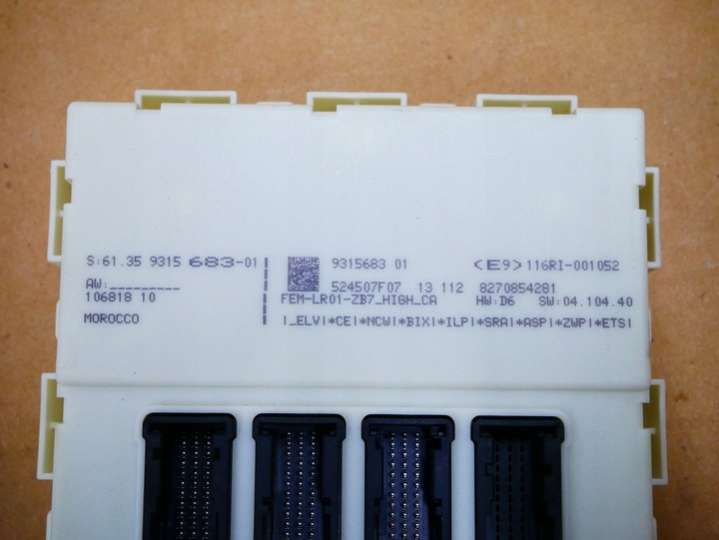 S:61.35 9315 683-01
AW:_________
106818 10
MOROCCO
9315683 01 <E9>116RI-001052
524507F07 13 112 8270854281
FEM-LR01-ZB7_HIGH_CA HW:D6 SW:04.104.40
|_ELV|*CE|*NCW|*BIX|*ILP|*SRA|*ASP|*ZWP|*ETS|